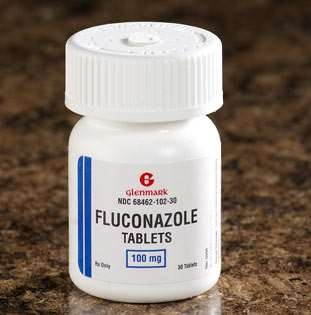 Glenmark
NDC 68462-102-30
FLUCONAZOLE
TABLETS
100 mg
Rx Only
30 Tablets